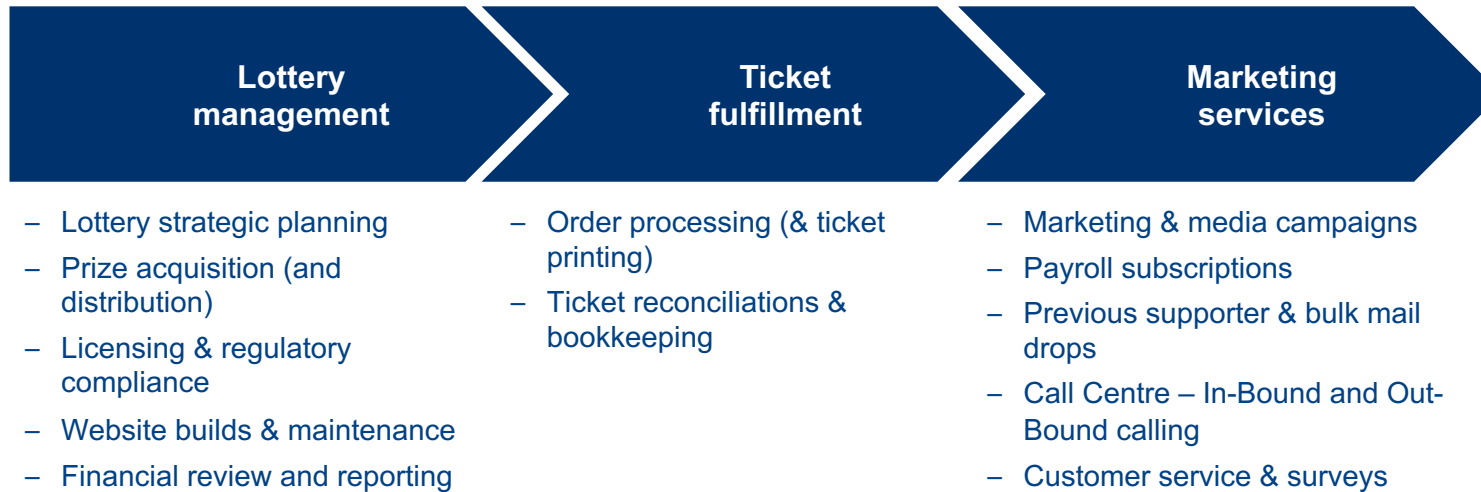 Lottery
management
Ticket
fulfillment
Marketing
services
– Lottery strategic planning
– Prize acquisition (and
distribution)
– Licensing & regulatory
compliance
– Website builds & maintenance
– Financial review and reporting
– Order processing (& ticket
printing)
– Ticket reconciliations &
bookkeeping
– Marketing & media campaigns
– Payroll subscriptions
– Previous supporter & bulk mail
drops
– Call Centre – In-Bound and Out-
Bound calling
– Customer service & surveys